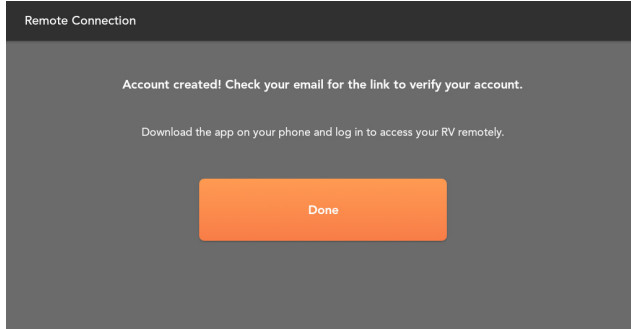 Remote Connection
Account created! Check your email for the link to verify your account.
Download the app on your phone and log in to access your RV remotely.
Done